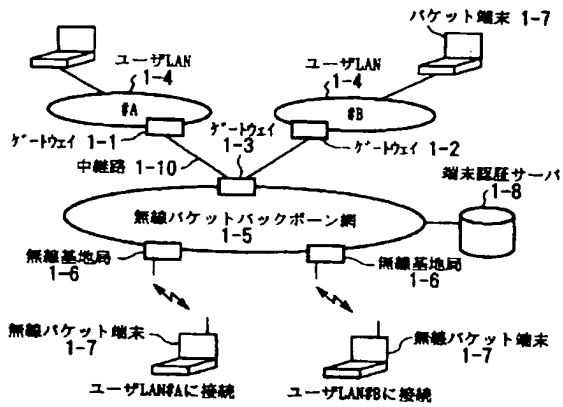 パケット端末 1-7
ユーザLAN
1-4
#A
ユーザLAN
1-4
#B
ゲートウェイ 1-1
ゲートウェイ
1-3
ゲートウェイ 1-2
中継路 1-10
端末認証サーバ
1-8
無線パケットバックボーン網
1-5
無線基地局
1-6
無線基地局
1-6
無線パケット端末
1-7
無線パケット端末
1-7
ユーザLAN#Aに接続
ユーザLAN#Bに接続